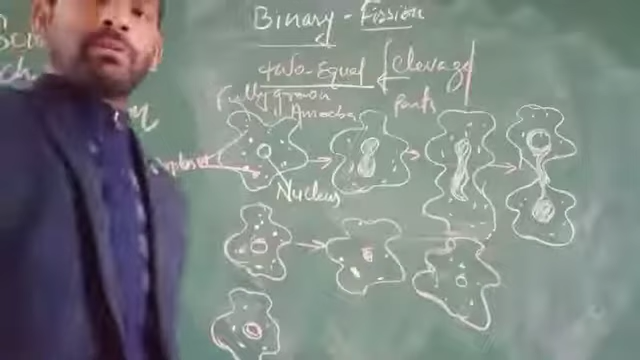 Binary - Fission
two-Equal {cleavage
Fully grown parts
Amoeba
Nucleus